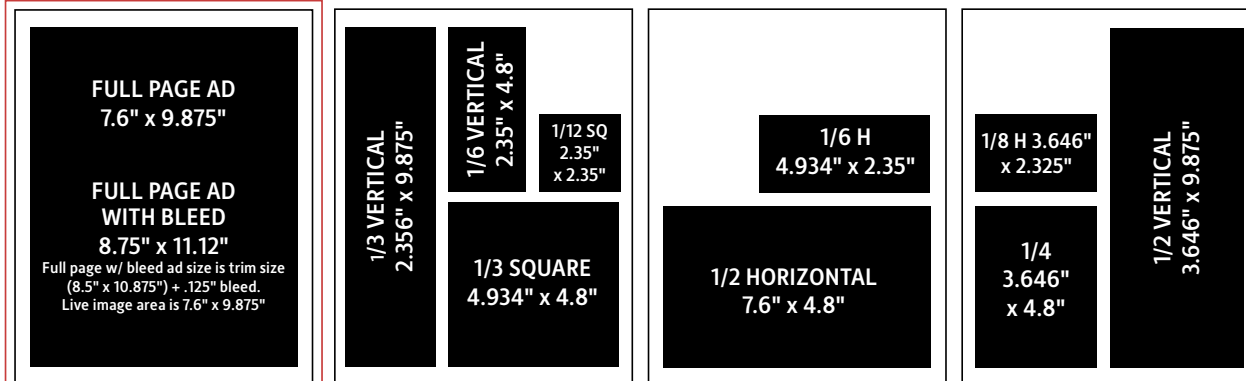 FULL PAGE AD
7.6" x 9.875"
FULL PAGE AD
WITH BLEED
8.75" x 11.12"
Full page w/ bleed ad size is trim size
(8.5" x 10.875") + .125" bleed.
Live image area is 7.6" x 9.875"
1/3 VERTICAL
2.356" x 9.875"
1/6 VERTICAL
2.35" x 4.8"
1/12 SQ
2.35"
x 2.35"
1/3 SQUARE
4.934" x 4.8"
1/6 H
4.934" x 2.35"
1/2 HORIZONTAL
7.6" x 4.8"
1/8 H 3.646"
x 2.325"
1/4
3.646"
x 4.8"
1/2 VERTICAL
3.646" x 9.875"